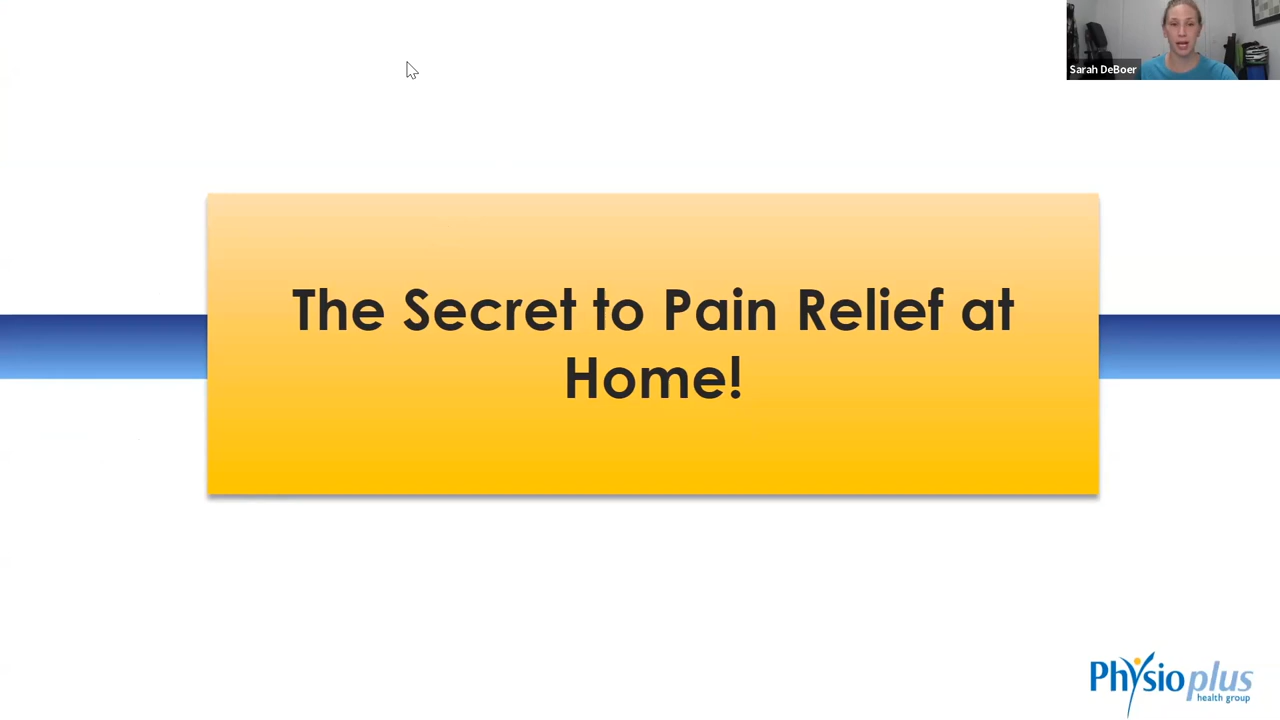 Sarah DeBoer
The Secret to Pain Relief at
Home!
Physioplus
health group